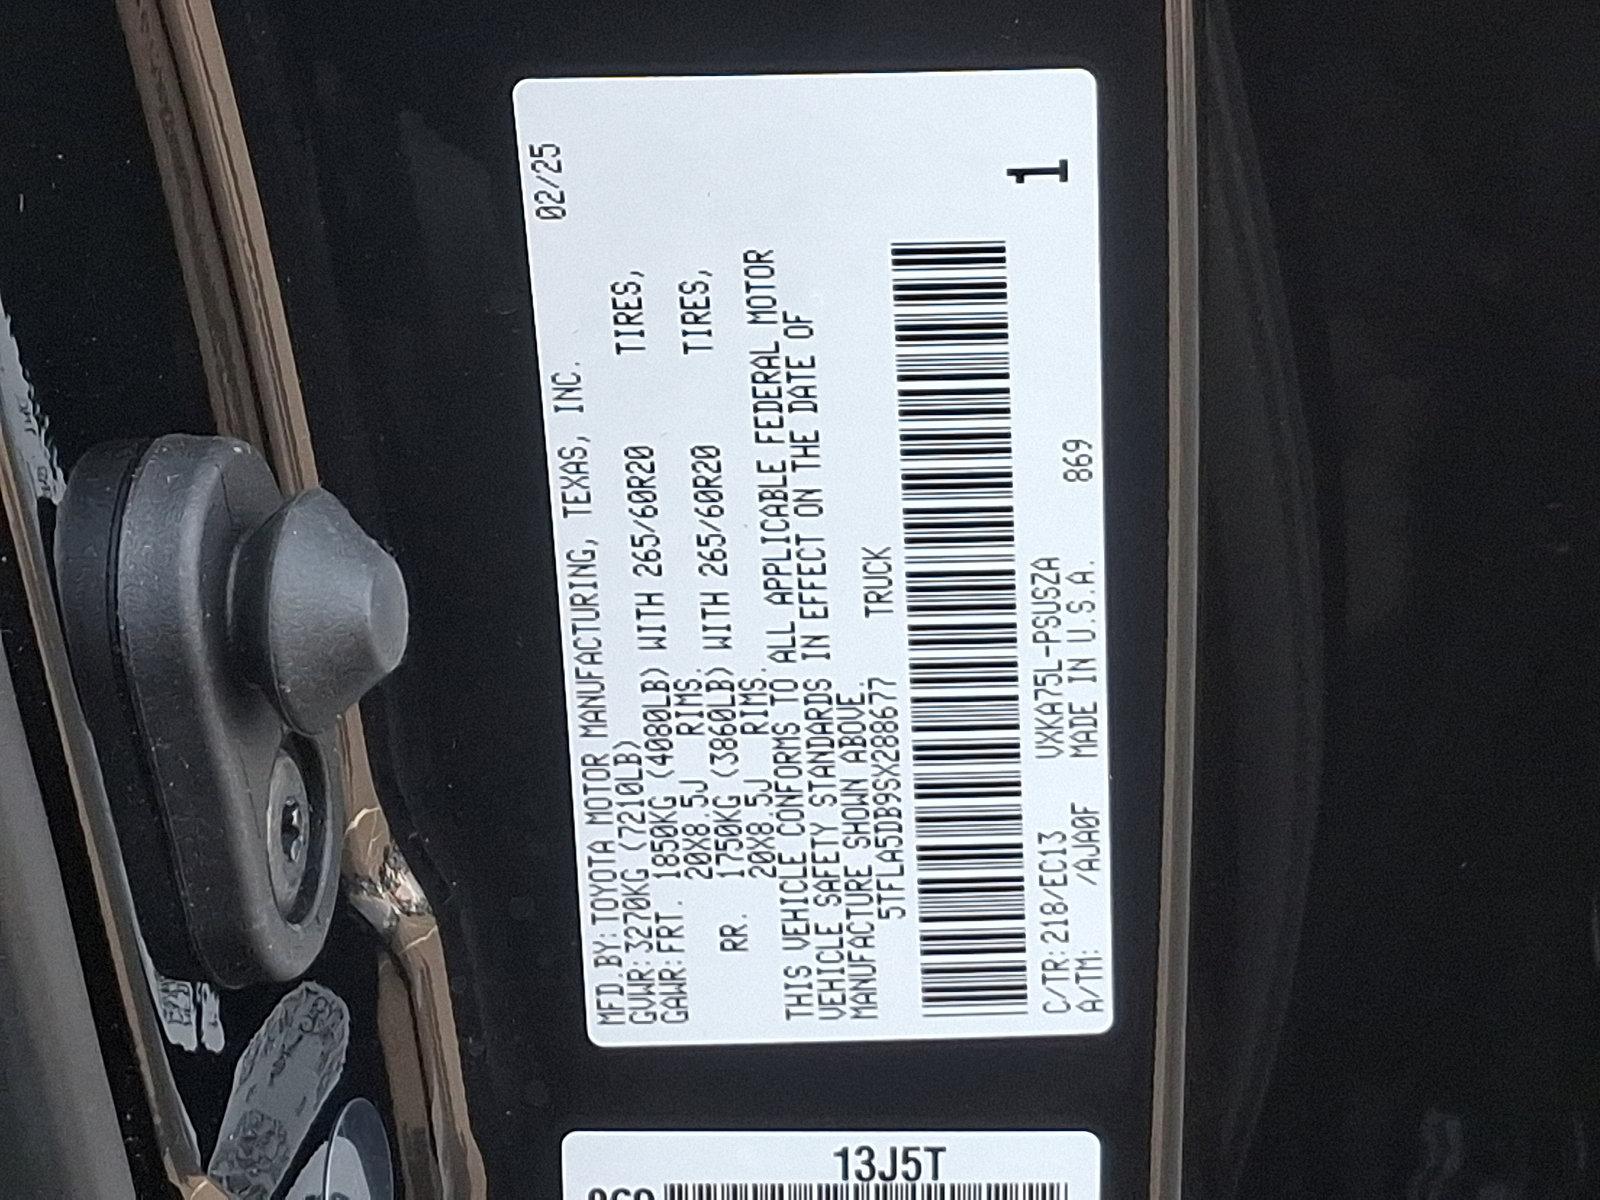 MFD.BY:TOYOTA MOTOR MANUFACTURING, TEXAS, INC. 02/25
GVWR:3270KG (7210LB)
GAWR:FRT. 1850KG (4080LB) WITH 265/60R20 TIRES,
20X8.5J RIMS.
RR. 1750KG (3860LB) WITH 265/60R20 TIRES,
20X8.5J RIMS.
THIS VEHICLE CONFORMS TO ALL APPLICABLE FEDERAL MOTOR
VEHICLE SAFETY STANDARDS IN EFFECT ON THE DATE OF
MANUFACTURE SHOWN ABOVE.
5TFLA5DB9SX288677 TRUCK
1
C/TR:218/EC13 VXKA75L-PSUSZA
A/TM: /AJA0F MADE IN U.S.A. 869
13J5T